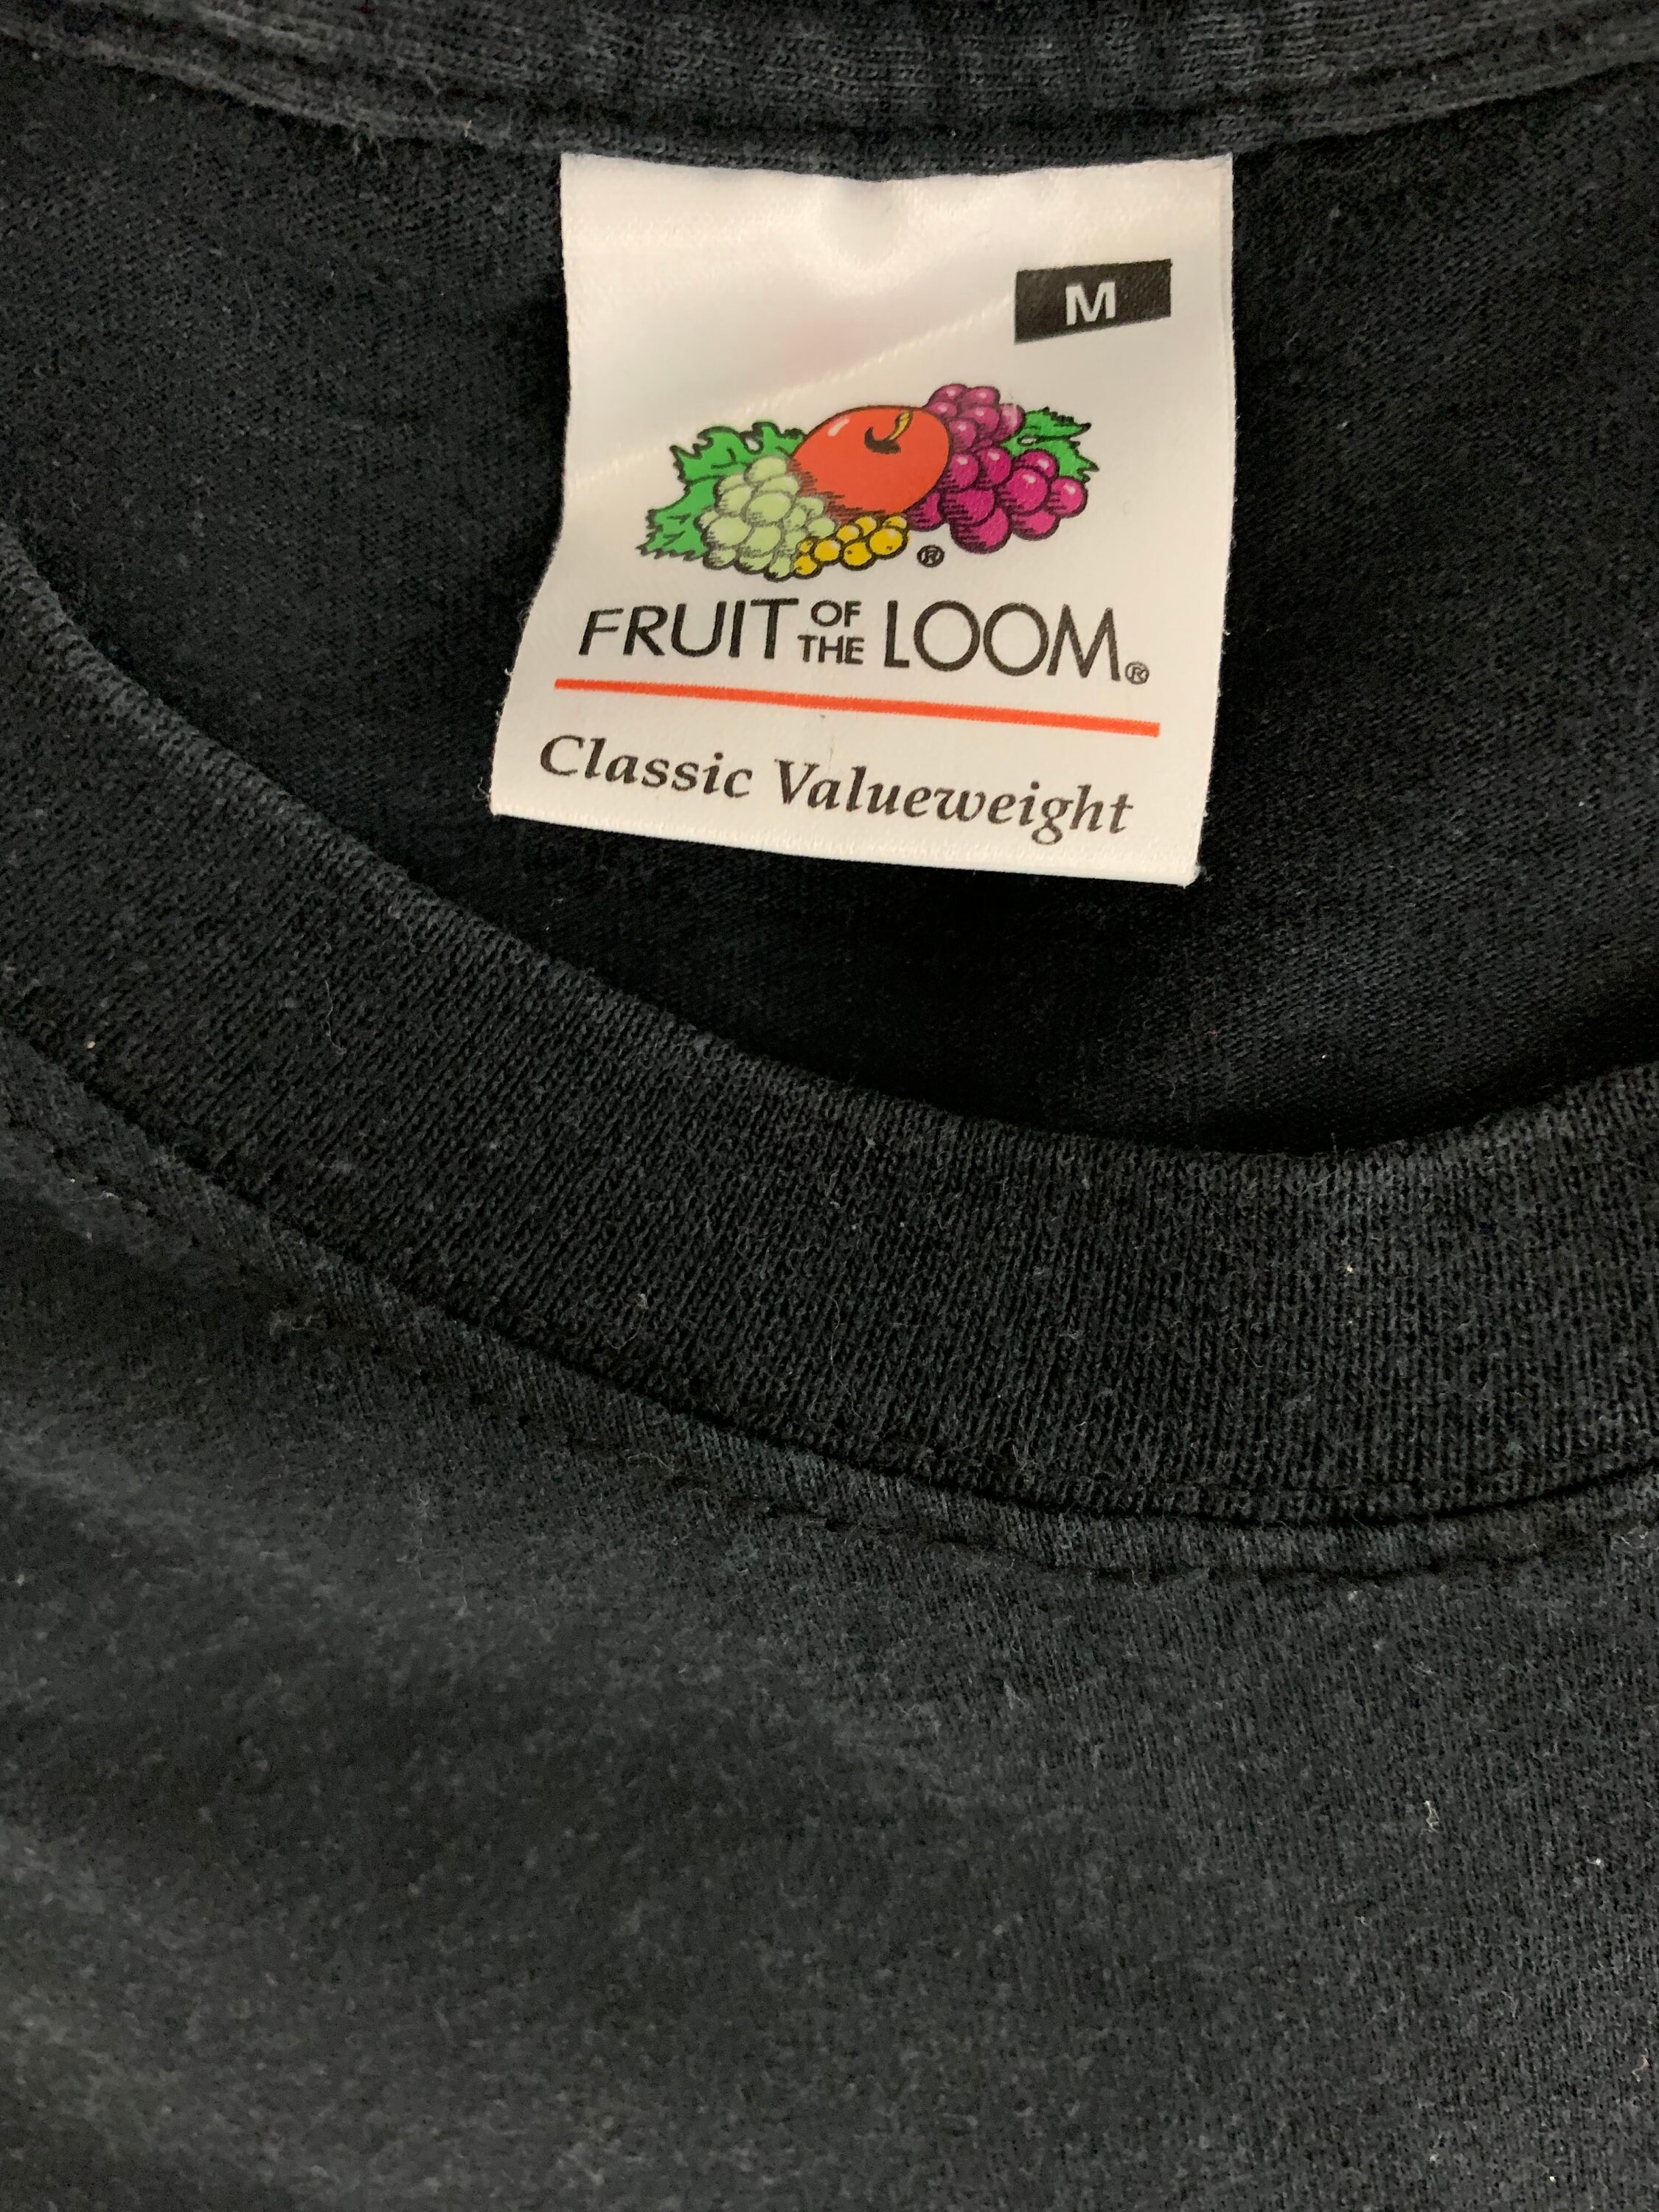 M
®
FRUIT OF THE LOOM®
Classic Valueweight